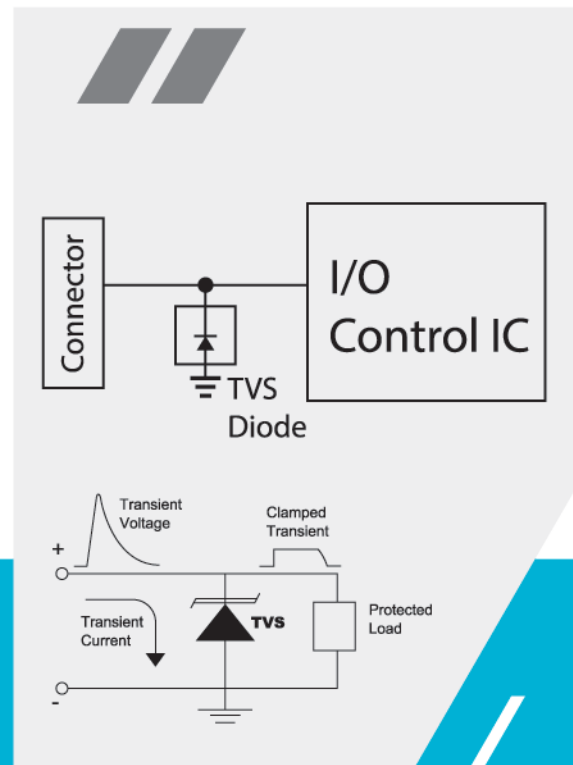 Connector
I/O
Control IC
TVS
Diode
Transient
Voltage
Clamped
Transient
+
Transient
Current
TVS
Protected
Load
-